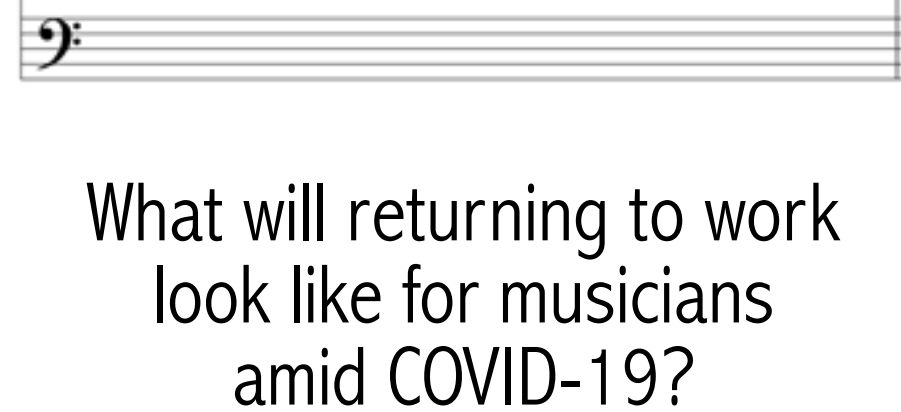 What will returning to work
look like for musicians
amid COVID-19?